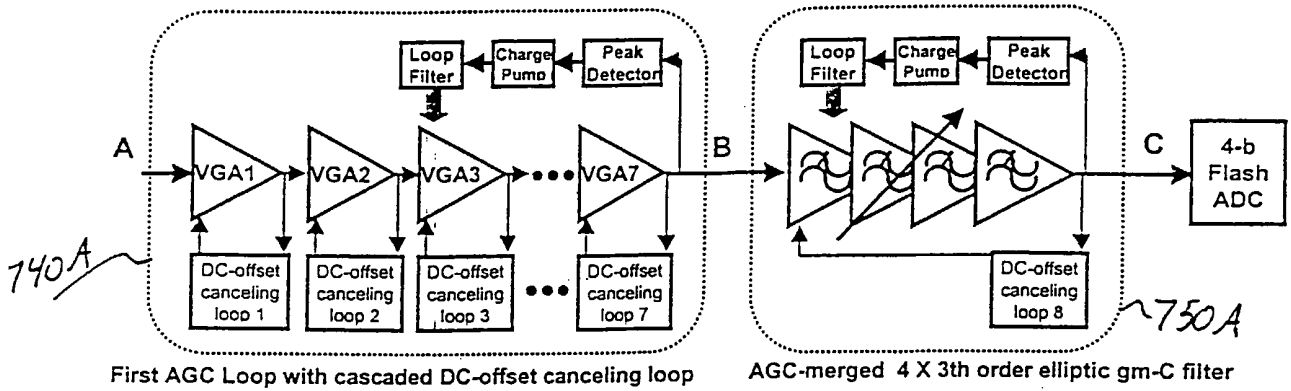 Loop
Filter
Charge
Pump
Peak
Detector
Loop
Filter
Charge
Pump
Peak
Detector
A
VGA1
VGA2
VGA3
VGA7
B
C
4-b
Flash
ADC
DC-offset
canceling
loop 1
DC-offset
canceling
loop 2
DC-offset
canceling
loop 3
DC-offset
canceling
loop 7
DC-offset
canceling
loop 8
740A
750A
First AGC Loop with cascaded DC-offset canceling loop
AGC-merged 4 X 3th order elliptic gm-C filter